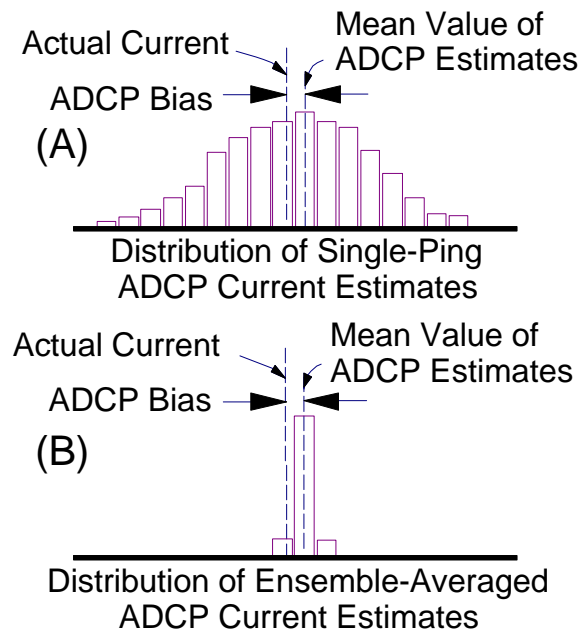 Actual Current
Mean Value of
ADCP Estimates
ADCP Bias
(A)
Distribution of Single-Ping
ADCP Current Estimates
Actual Current
Mean Value of
ADCP Estimates
ADCP Bias
(B)
Distribution of Ensemble-Averaged
ADCP Current Estimates